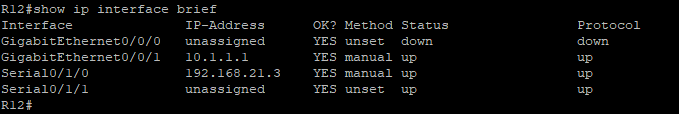 R12#show ip interface brief
Interface              IP-Address      OK? Method Status                Protocol
GigabitEthernet0/0/0   unassigned      YES unset  down                  down
GigabitEthernet0/0/1   10.1.1.1        YES manual up                    up
Serial0/1/0            192.168.21.3    YES manual up                    up
Serial0/1/1            unassigned      YES unset  up                    up
R12#